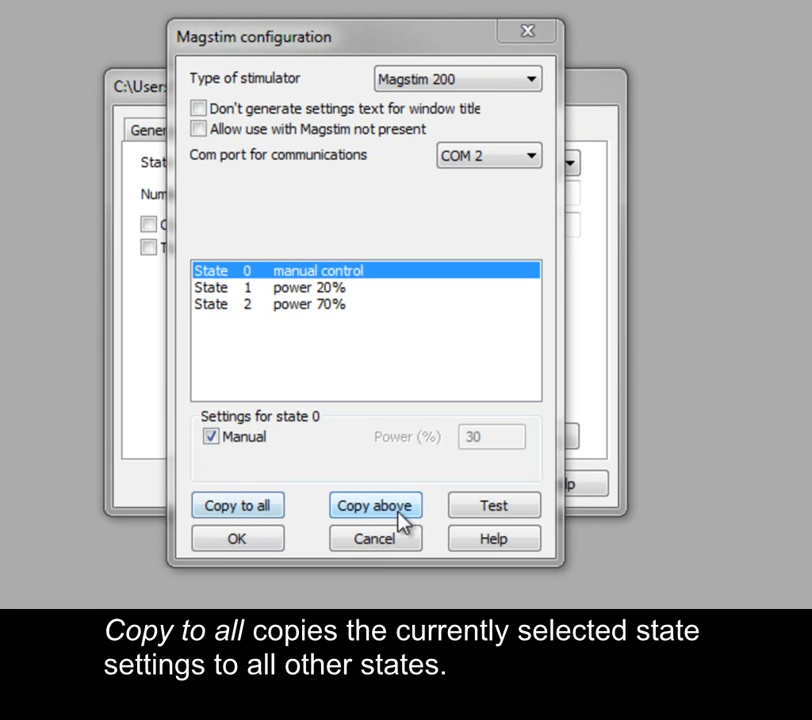 Magstim configuration
C:\User
Type of stimulator
Magstim 200
Don't generate settings text for window title
Allow use with Magstim not present
Gener
Com port for communications
COM 2
Stat
Num
State 0 manual control
State 1 power 20%
State 2 power 70%
Settings for state 0
Manual
Power (%)
30
lp
Copy to all
Copy above
Test
OK
Cancel
Help
Copy to all copies the currently selected state
settings to all other states.